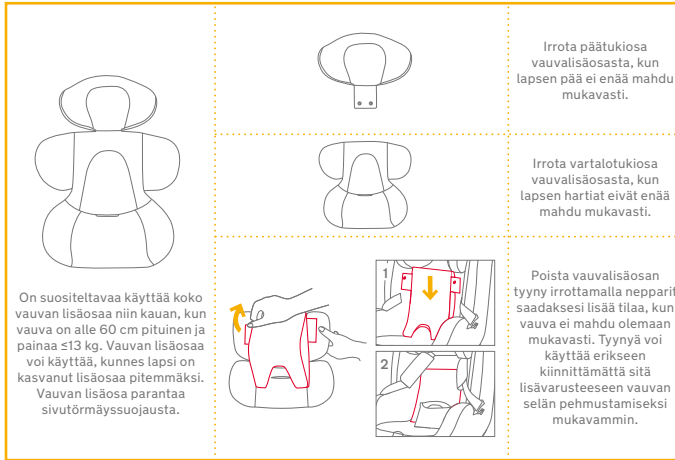 On suositeltavaa käyttää koko
vauvan lisäosaa niin kauan, kun
vauva on alle 60 cm pituinen ja
painaa ≤13 kg. Vauvan lisäosaa
voi käyttää, kunnes lapsi on
kasvanut lisäosaa pitemmäksi.
Vauvan lisäosa parantaa
sivutörmäyssuojausta.
Irrota päätukiosa
vauvalisäosasta, kun
lapsen pää ei enää mahdu
mukavasti.
Irrota vartalotukiosa
vauvalisäosasta, kun
lapsen hartiat eivät enää
mahdu mukavasti.
1
2
Poista vauvalisäosan
tyyny irrottamalla nepparit
saadaksesi lisää tilaa, kun
vauva ei mahdu olemaan
mukavasti. Tyynyä voi
käyttää erikseen
kiinnittämättä sitä
lisävarusteeseen vauvan
selän pehmustamiseksi
mukavammin.